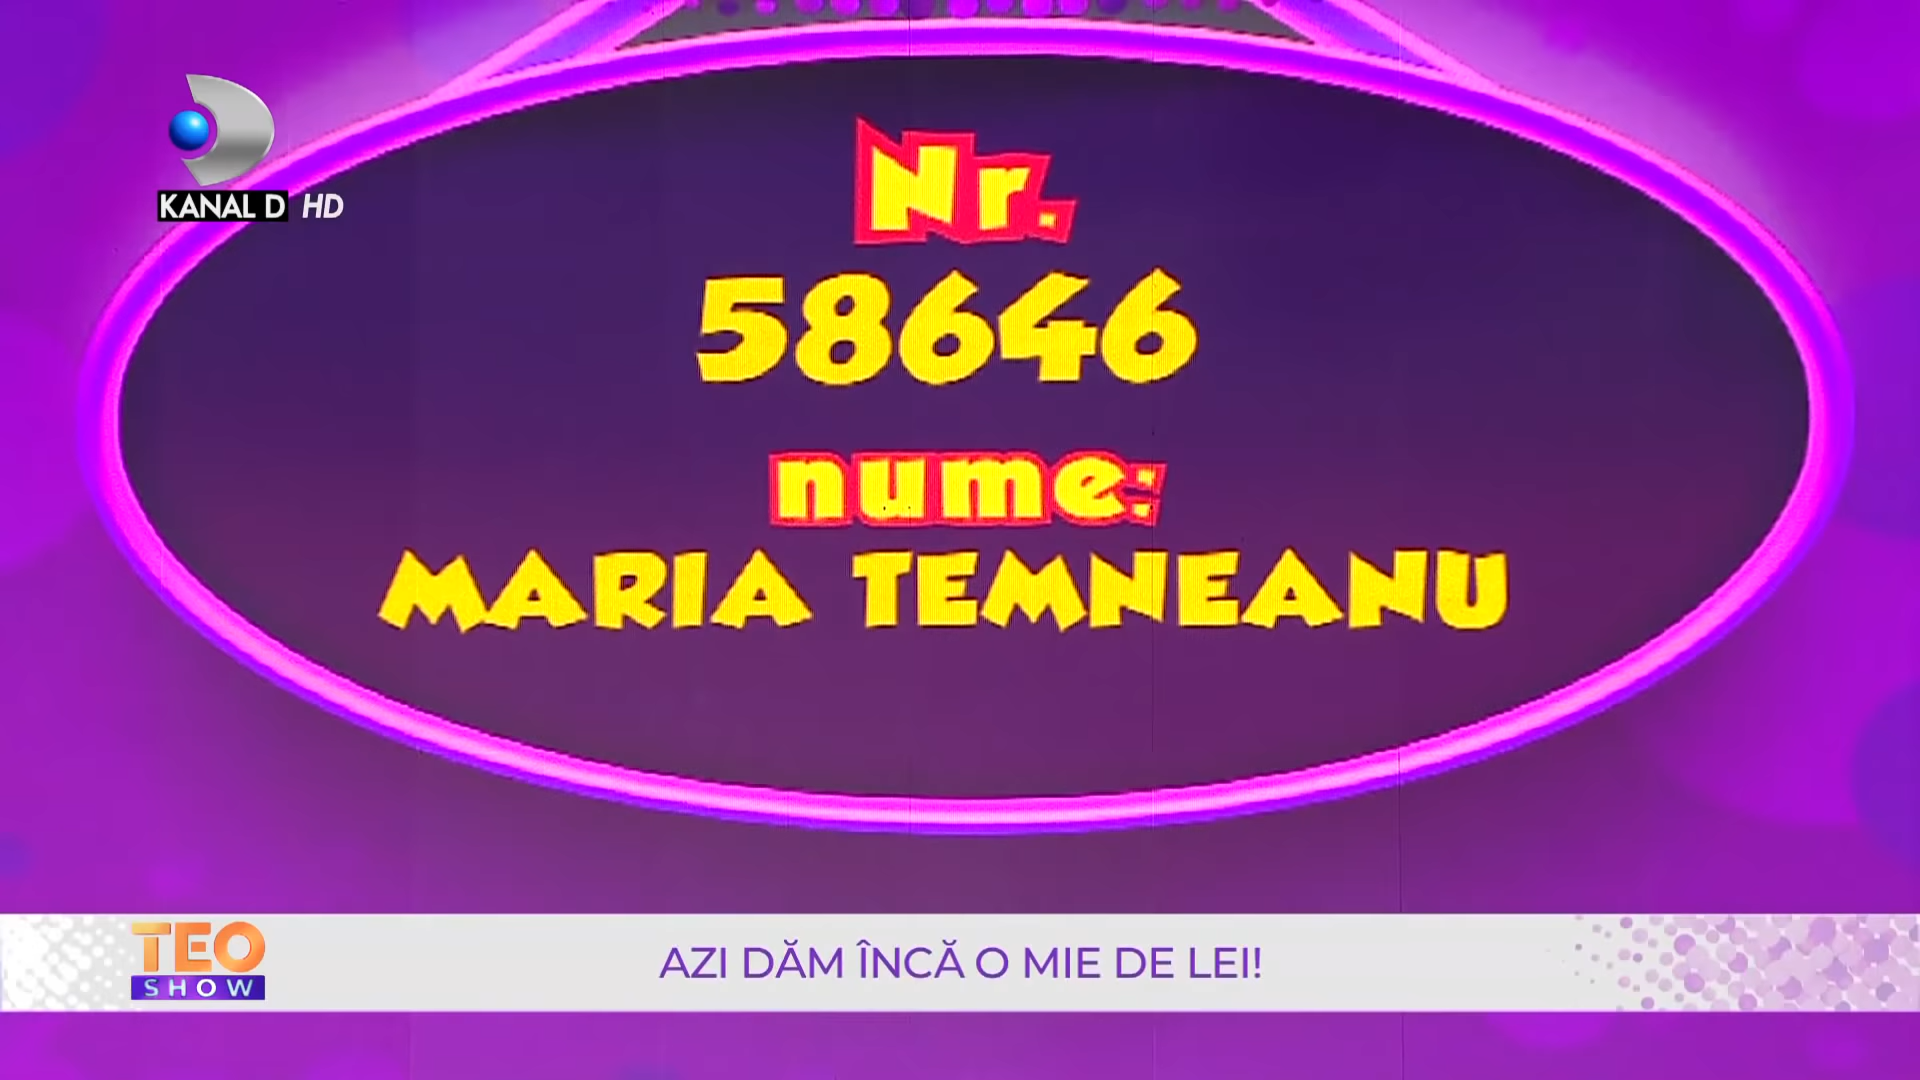 KANAL D HD
Nr.
58646
nume:
MARIA TEMNEANU
TEO
SHOW
AZI DĂM ÎNCĂ O MIE DE LEI!